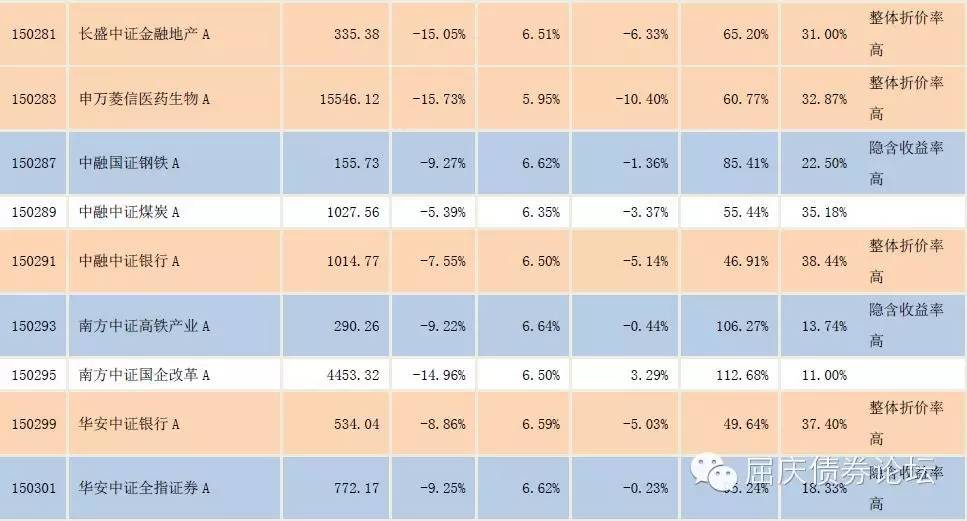 150281 长盛中证金融地产 A 335.38 -15.05% 6.51% -6.33% 65.20% 31.00% 整体折价率
高
150283 申万菱信医药生物 A 15546.12 -15.73% 5.95% -10.40% 60.77% 32.87% 整体折价率
高
150287 中融国证钢铁 A 155.73 -9.27% 6.62% -1.36% 85.41% 22.50% 隐含收益率
高
150289 中融中证煤炭 A 1027.56 -5.39% 6.35% -3.37% 55.44% 35.18%
150291 中融中证银行 A 1014.77 -7.55% 6.50% -5.14% 46.91% 38.44% 整体折价率
高
150293 南方中证高铁产业 A 290.26 -9.22% 6.64% -0.44% 106.27% 13.74% 隐含收益率
高
150295 南方中证国企改革 A 4453.32 -14.96% 6.50% 3.29% 112.68% 11.00%
150299 华安中证银行 A 534.04 -8.86% 6.59% -5.03% 49.64% 37.40% 整体折价率
高
150301 华安中证全指证券 A 772.17 -9.25% 6.62% -0.23% 18.33% 隐含收益率
高
屈庆债券论坛